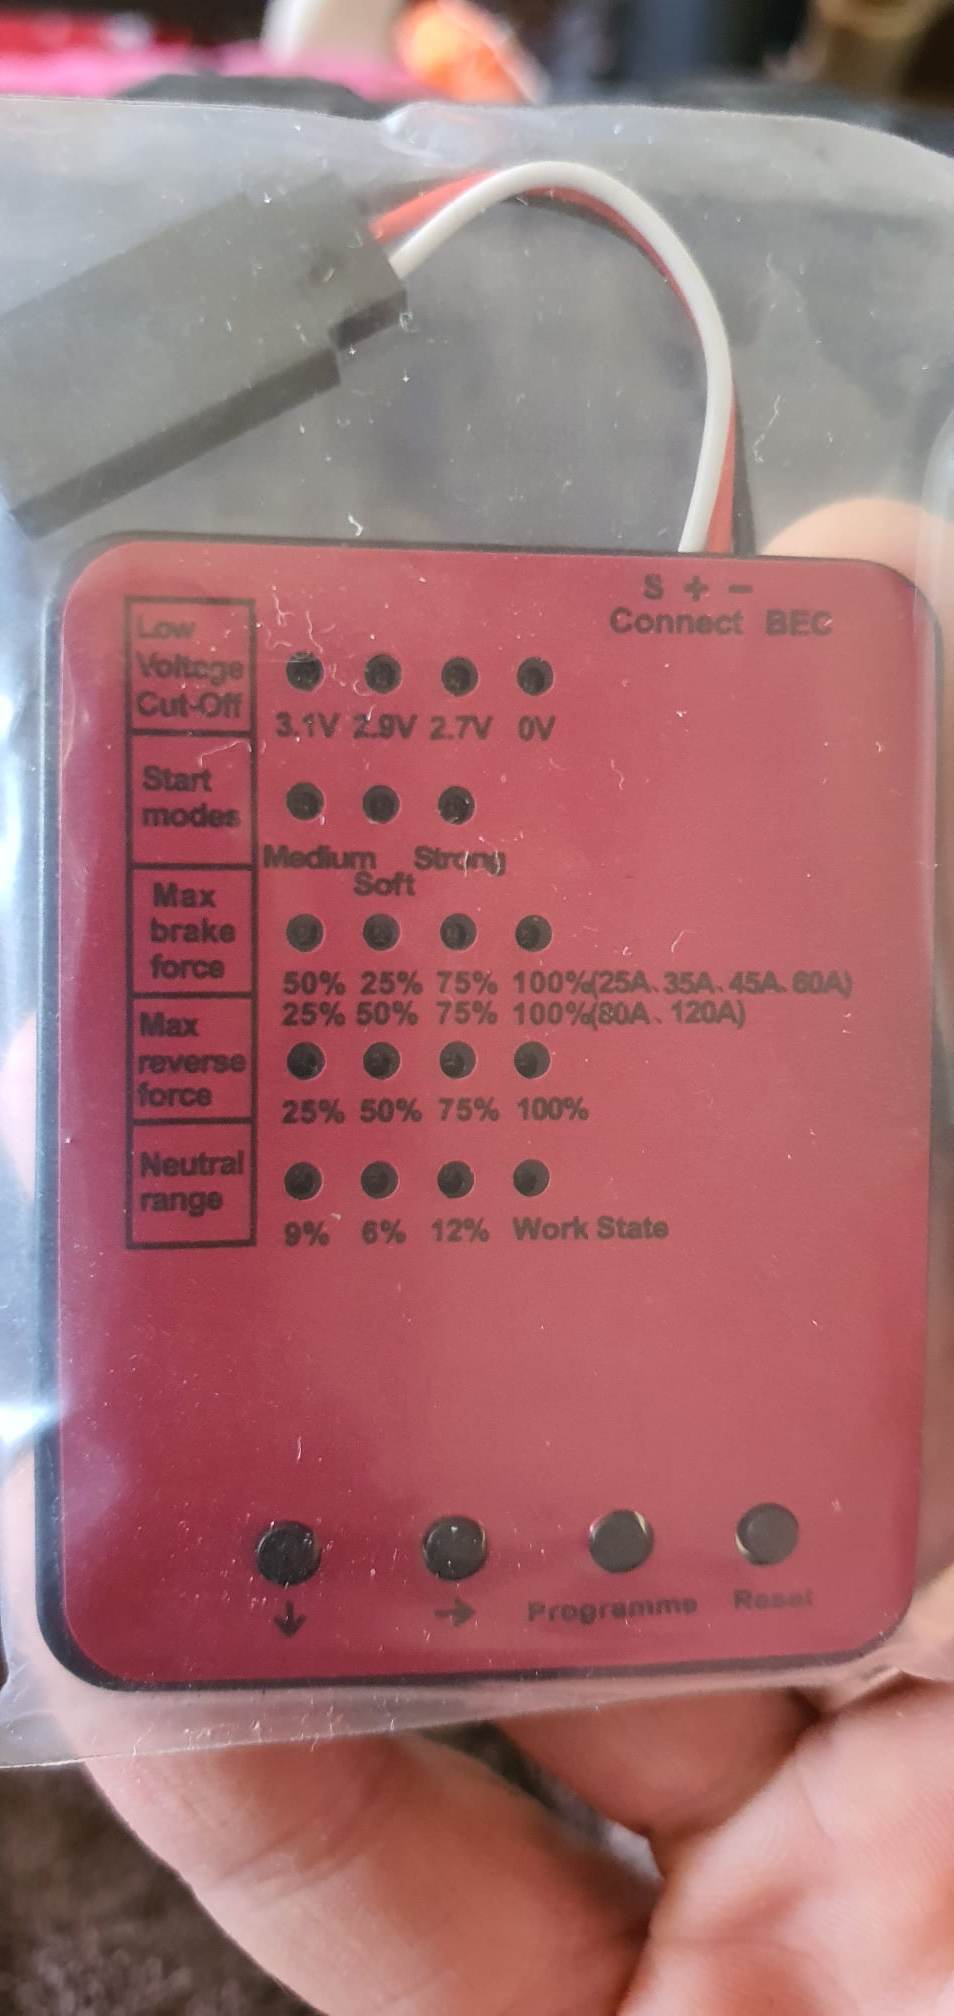 S + −
Connect BEC
Low
Voltage
Cut-Off
3.1V 2.9V 2.7V 0V
Start
modes
Medium Strong
Soft
Max
brake
force
50% 25% 75% 100%(25A、35A、45A、60A)
25% 50% 75% 100%(80A、120A)
Max
reverse
force
25% 50% 75% 100%
Neutral
range
9% 6% 12% Work State
↓ → Programme Reset